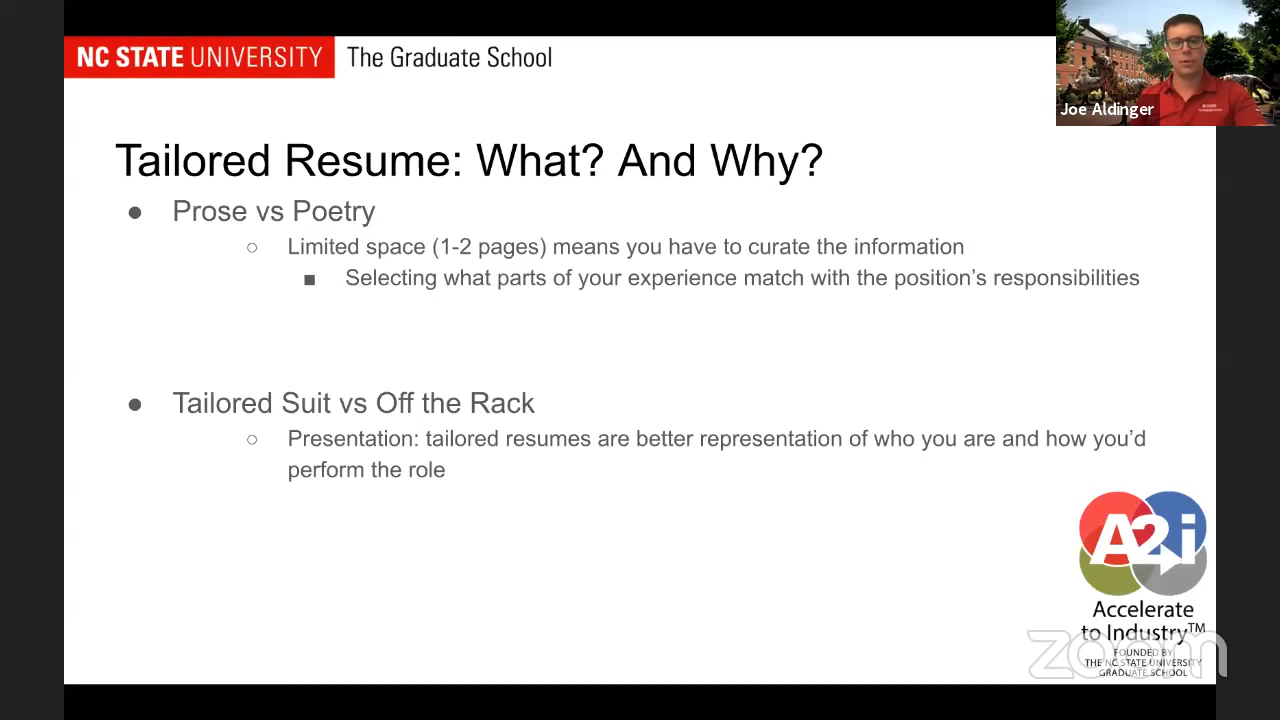 NC STATE UNIVERSITY The Graduate School
Joe Aldinger
Tailored Resume: What? And Why?
● Prose vs Poetry
○ Limited space (1-2 pages) means you have to curate the information
■ Selecting what parts of your experience match with the position's responsibilities
● Tailored Suit vs Off the Rack
○ Presentation: tailored resumes are better representation of who you are and how you'd
perform the role
A2i
Accelerate
to Industry™
FOUNDED BY
THE NC STATE UNIVERSITY
GRADUATE SCHOOL
zoom